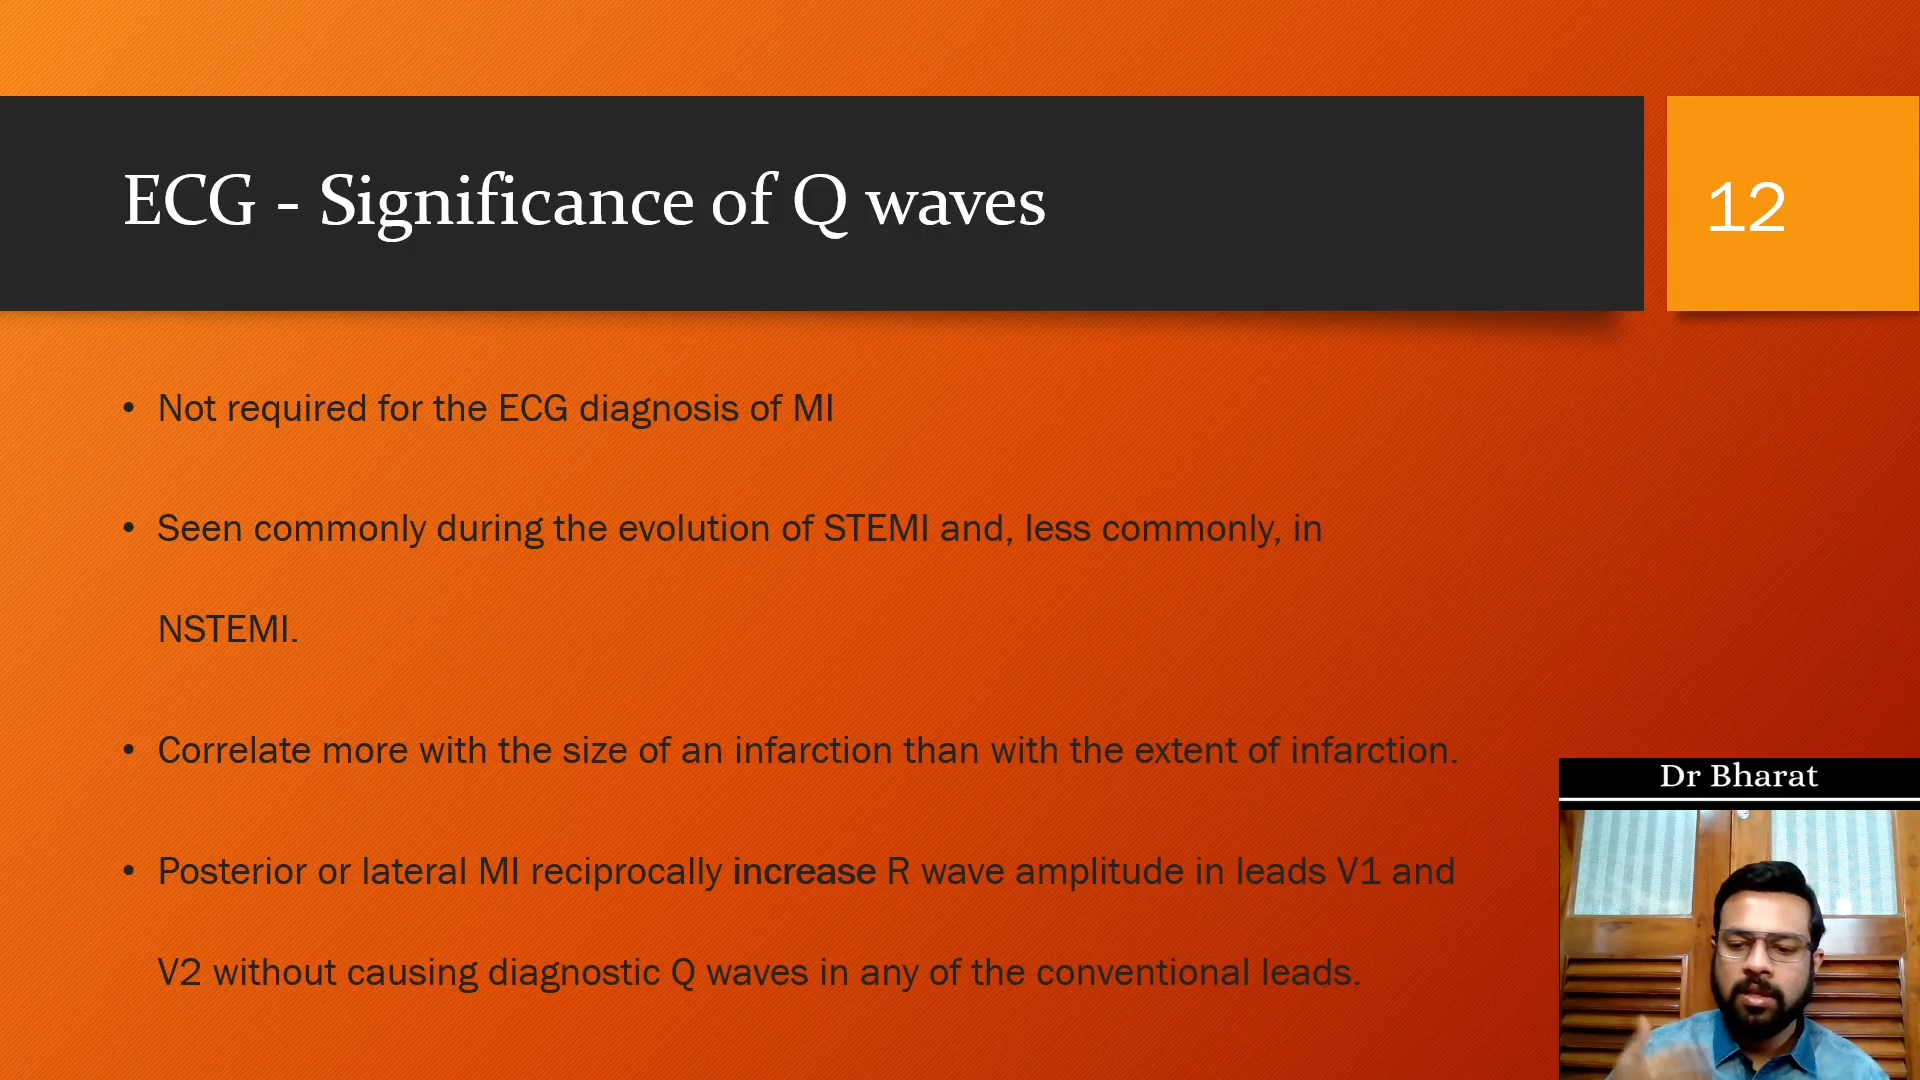 ECG - Significance of Q waves
12
• Not required for the ECG diagnosis of MI
• Seen commonly during the evolution of STEMI and, less commonly, in
NSTEMI.
• Correlate more with the size of an infarction than with the extent of infarction.
• Posterior or lateral MI reciprocally increase R wave amplitude in leads V1 and
V2 without causing diagnostic Q waves in any of the conventional leads.
Dr Bharat